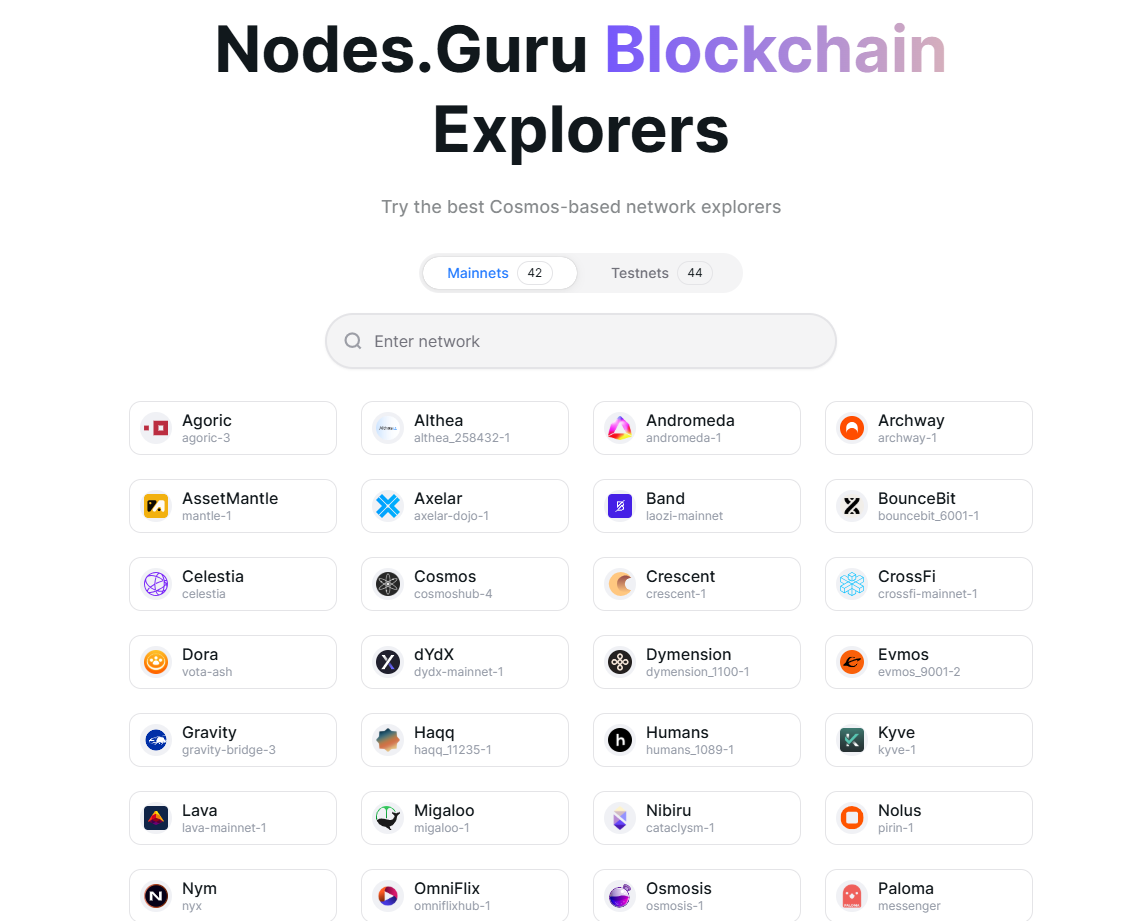 Nodes.Guru Blockchain
Explorers
Try the best Cosmos-based network explorers
Mainnets 42 Testnets 44
Enter network
Agoric
agoric-3
Althea
althea_258432-1
Andromeda
andromeda-1
Archway
archway-1
AssetMantle
mantle-1
Axelar
axelar-dojo-1
Band
laozi-mainnet
BounceBit
bouncebit_6001-1
Celestia
celestia
Cosmos
cosmoshub-4
Crescent
crescent-1
CrossFi
crossfi-mainnet-1
Dora
vota-ash
dYdX
dydx-mainnet-1
Dymension
dymension_1100-1
Evmos
evmos_9001-2
Gravity
gravity-bridge-3
Haqq
haqq_11235-1
Humans
humans_1089-1
Kyve
kyve-1
Lava
lava-mainnet-1
Migaloo
migaloo-1
Nibiru
cataclysm-1
Nolus
pirin-1
Nym
nyx
OmniFlix
omniflixhub-1
Osmosis
osmosis-1
Paloma
messenger